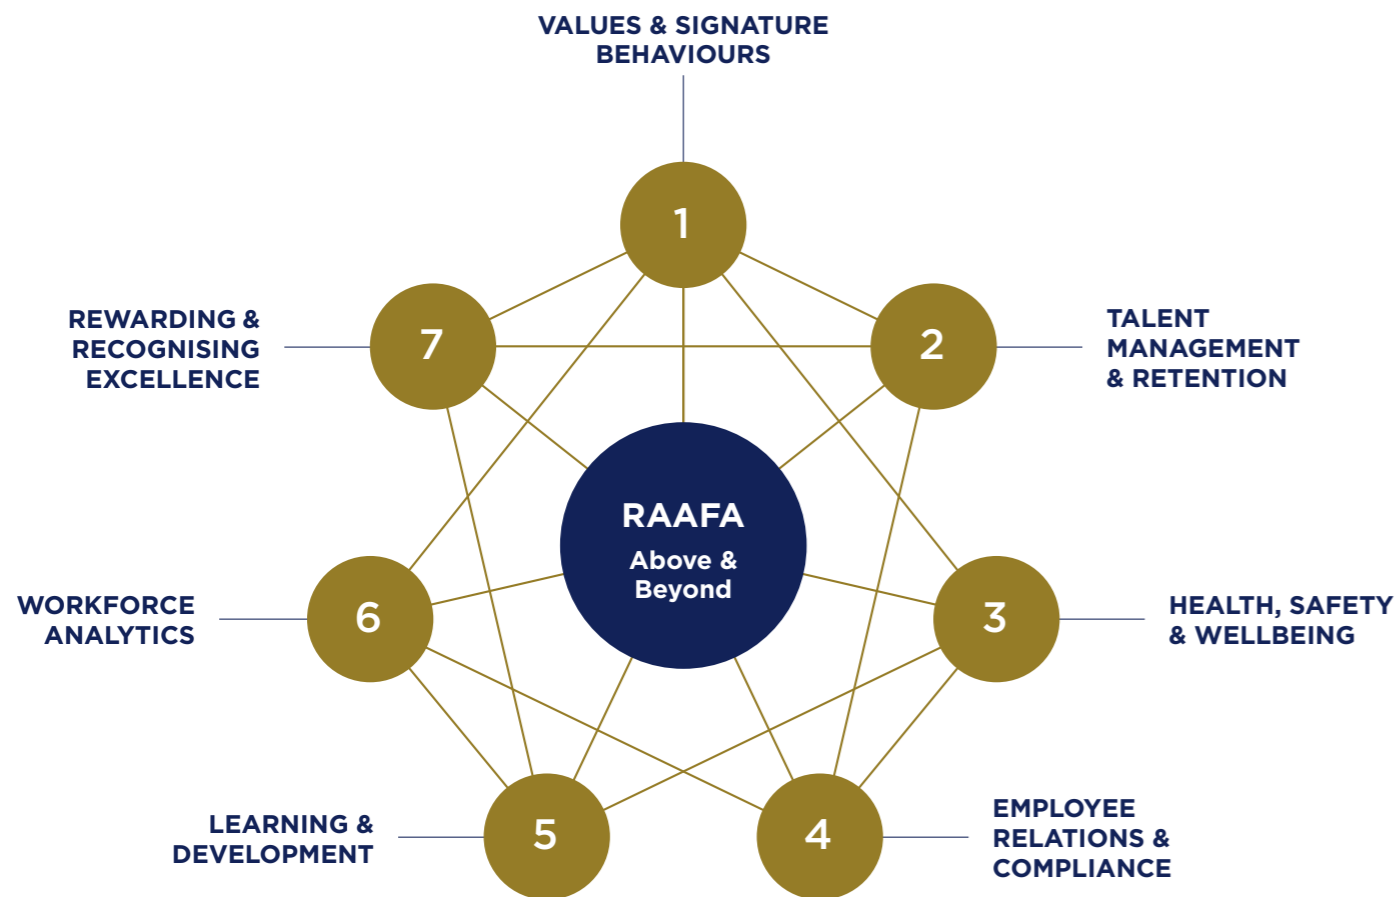 VALUES & SIGNATURE
BEHAVIOURS
1
REWARDING &
RECOGNISING
EXCELLENCE
7
2
TALENT
MANAGEMENT
& RETENTION
RAAFA
Above &
Beyond
WORKFORCE
ANALYTICS
6
3
HEALTH, SAFETY
& WELLBEING
LEARNING &
DEVELOPMENT
5
4
EMPLOYEE
RELATIONS &
COMPLIANCE